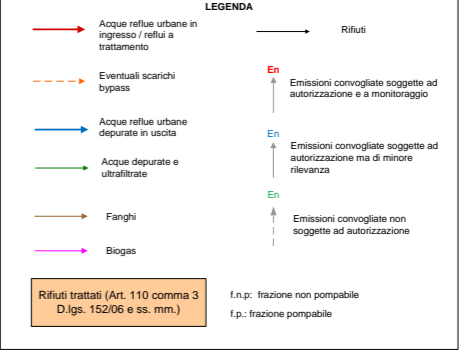 LEGENDA
Acque reflue urbane in
ingresso / reflui a
trattamento
Rifiuti
Eventuali scarichi
bypass
En
Emissioni convogliate soggette ad
autorizzazione e a monitoraggio
Acque reflue urbane
depurate in uscita
En
Emissioni convogliate soggette ad
autorizzazione ma di minore
rilevanza
Acque depurate e
ultrafiltrate
En
Emissioni convogliate non
soggette ad autorizzazione
Fanghi
Biogas
Rifiuti trattati (Art. 110 comma 3
D.lgs. 152/06 e ss. mm.)
f.n.p: frazione non pompabile
f.p.: frazione pompabile